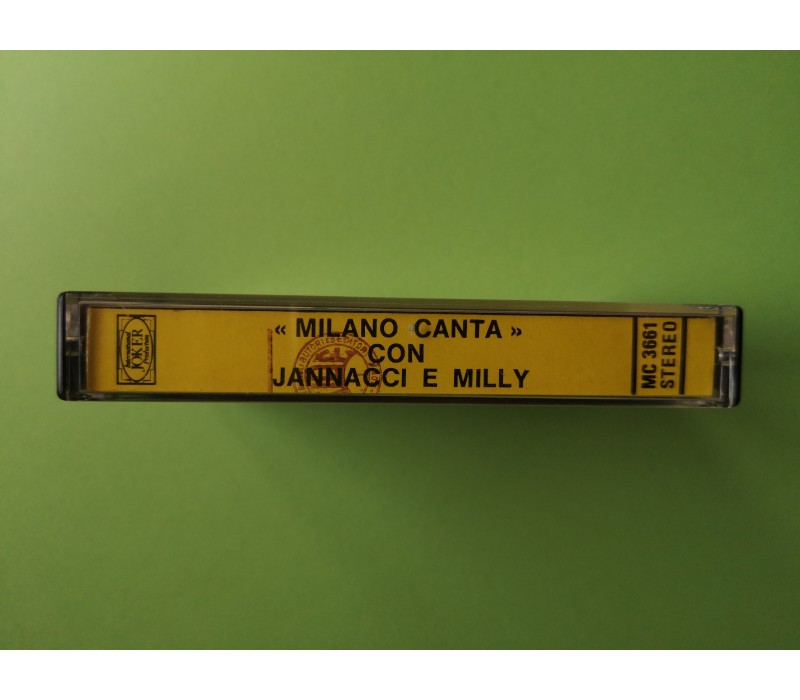 « MILANO CANTA »
CON
JANNACCI E MILLY
JOKER
MC 3661
STEREO